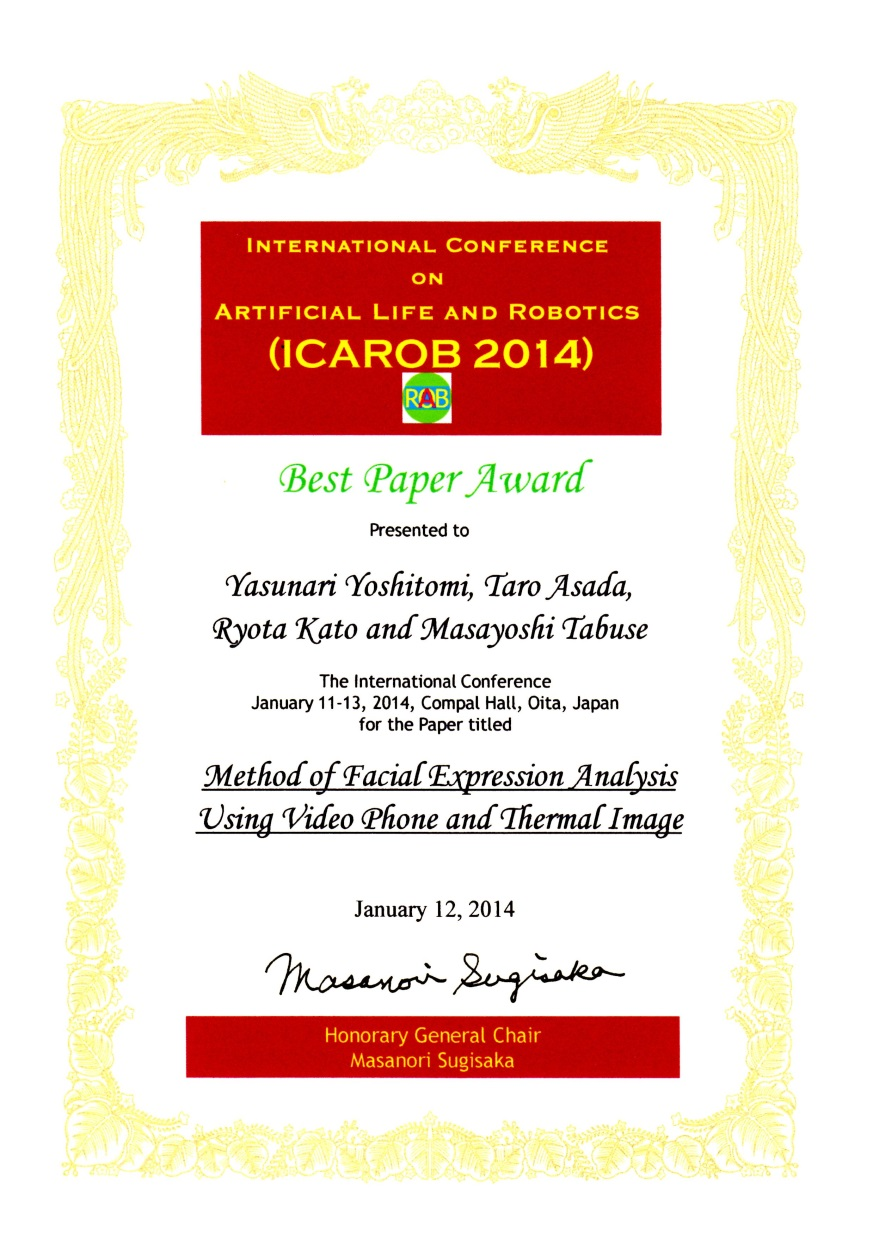 INTERNATIONAL CONFERENCE
ON
ARTIFICIAL LIFE AND ROBOTICS
(ICAROB 2014)
ROB
Best Paper Award
Presented to
Yasunari Yoshitomi, Taro Asada,
Ryota Kato and Masayoshi Tabuse
The International Conference
January 11-13, 2014, Compal Hall, Oita, Japan
for the Paper titled
Method of Facial Expression Analysis
Using Video Phone and Thermal Image
January 12, 2014
Masanori Sugisaka
Honorary General Chair
Masanori Sugisaka